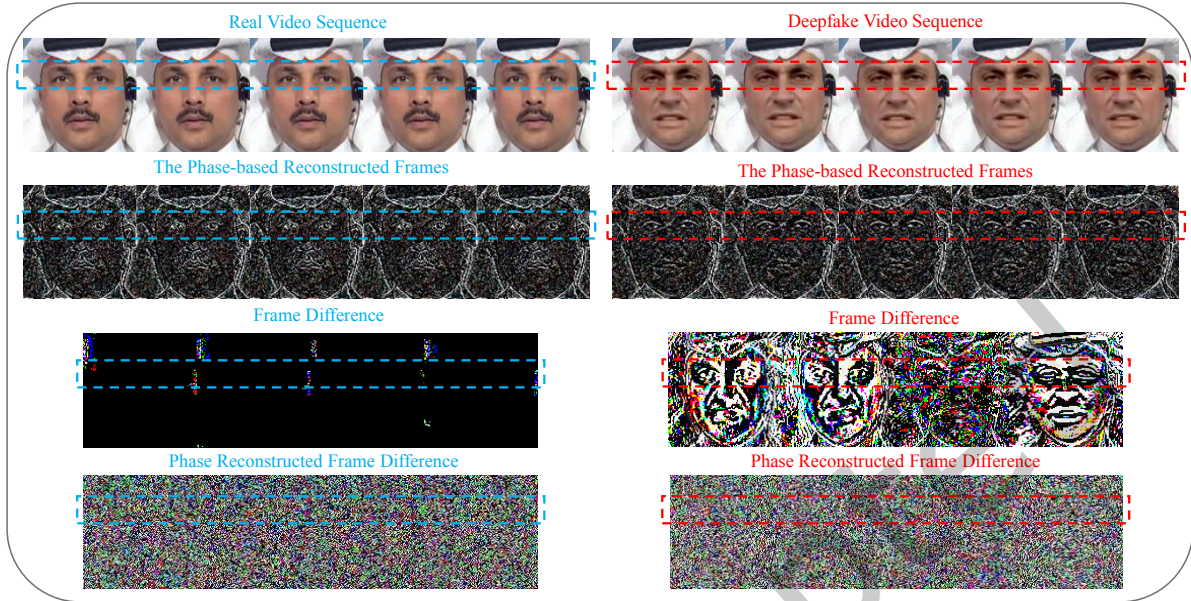 Real Video Sequence
Deepfake Video Sequence
The Phase-based Reconstructed Frames
The Phase-based Reconstructed Frames
Frame Difference
Frame Difference
Phase Reconstructed Frame Difference
Phase Reconstructed Frame Difference